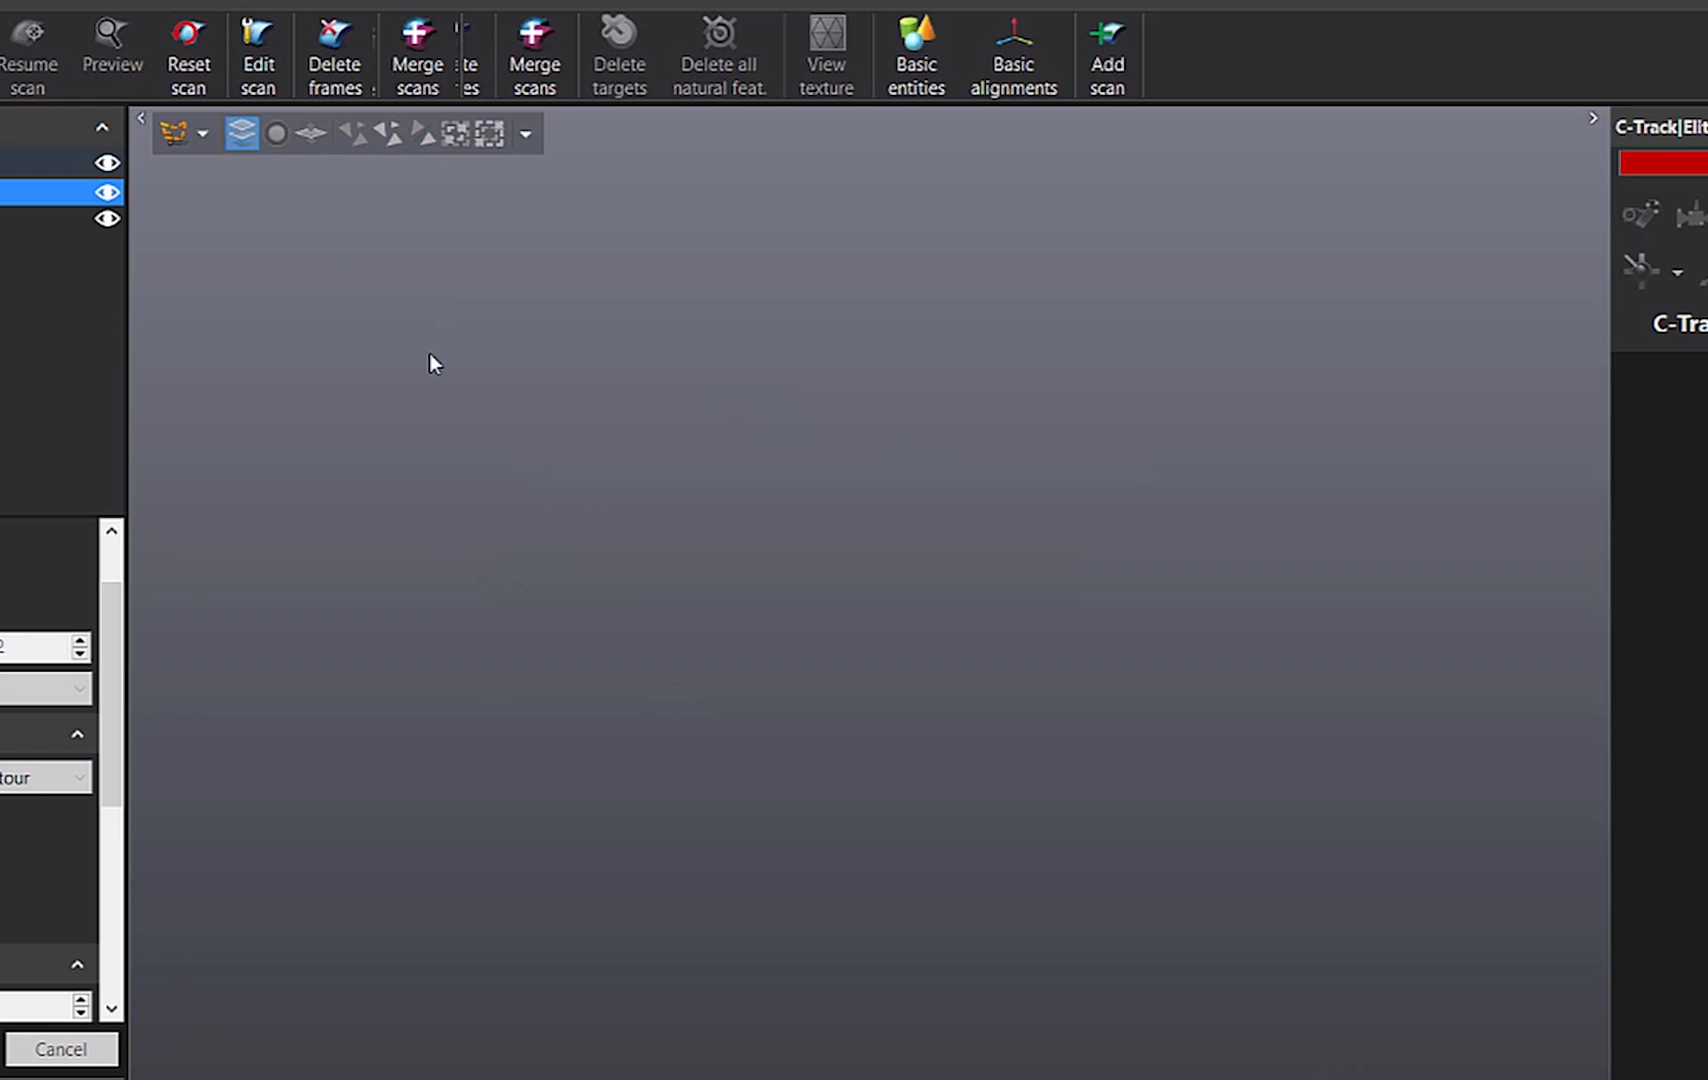 Resume scan
Preview
Reset scan
Edit scan
Delete frames
Merge scans
te es
Merge scans
Delete targets
Delete all natural feat.
View texture
Basic entities
Basic alignments
Add scan
C-Track|Elit
C-Tra
2
tour
Cancel